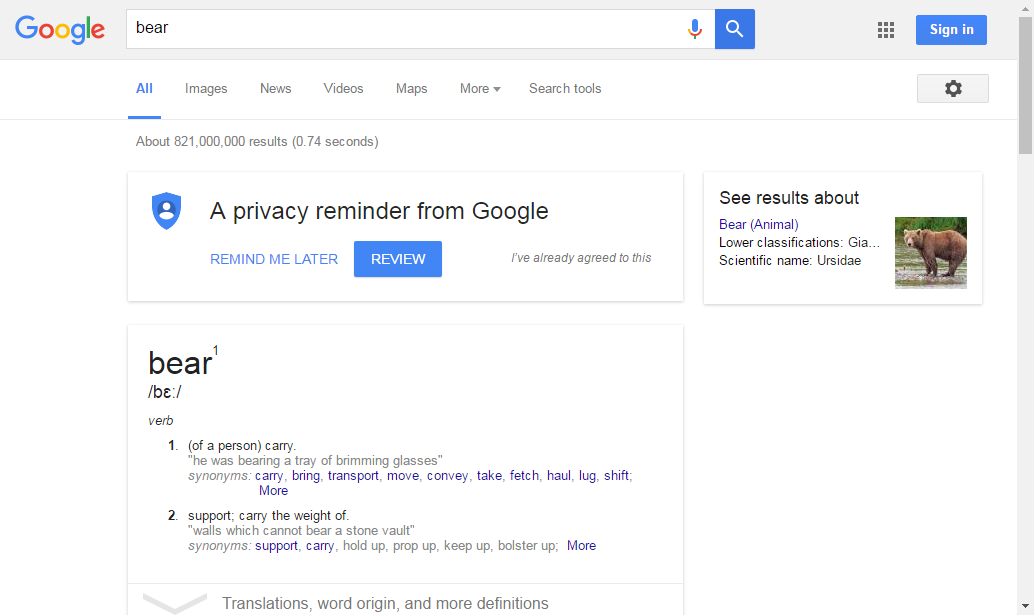 Google
bear
Sign in
All Images News Videos Maps More Search tools
About 821,000,000 results (0.74 seconds)
A privacy reminder from Google
REMIND ME LATER REVIEW I've already agreed to this
See results about
Bear (Animal)
Lower classifications: Gia...
Scientific name: Ursidae
bear1
/bɛː/
verb
1. (of a person) carry.
"he was bearing a tray of brimming glasses"
synonyms: carry, bring, transport, move, convey, take, fetch, haul, lug, shift;
More
2. support; carry the weight of.
"walls which cannot bear a stone vault"
synonyms: support, carry, hold up, prop up, keep up, bolster up; More
Translations, word origin, and more definitions